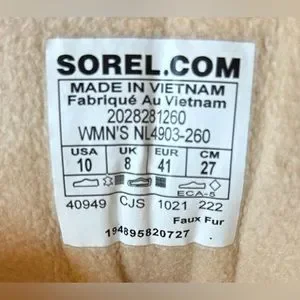 SOREL.COM
MADE IN VIETNAM
Fabriqué Au Vietnam
2028281260
WMN'S NL4903-260
USA UK EUR CM
10 8 41 27
ECA-5
40949 CJS 1021 222
Faux Fur
194895820727